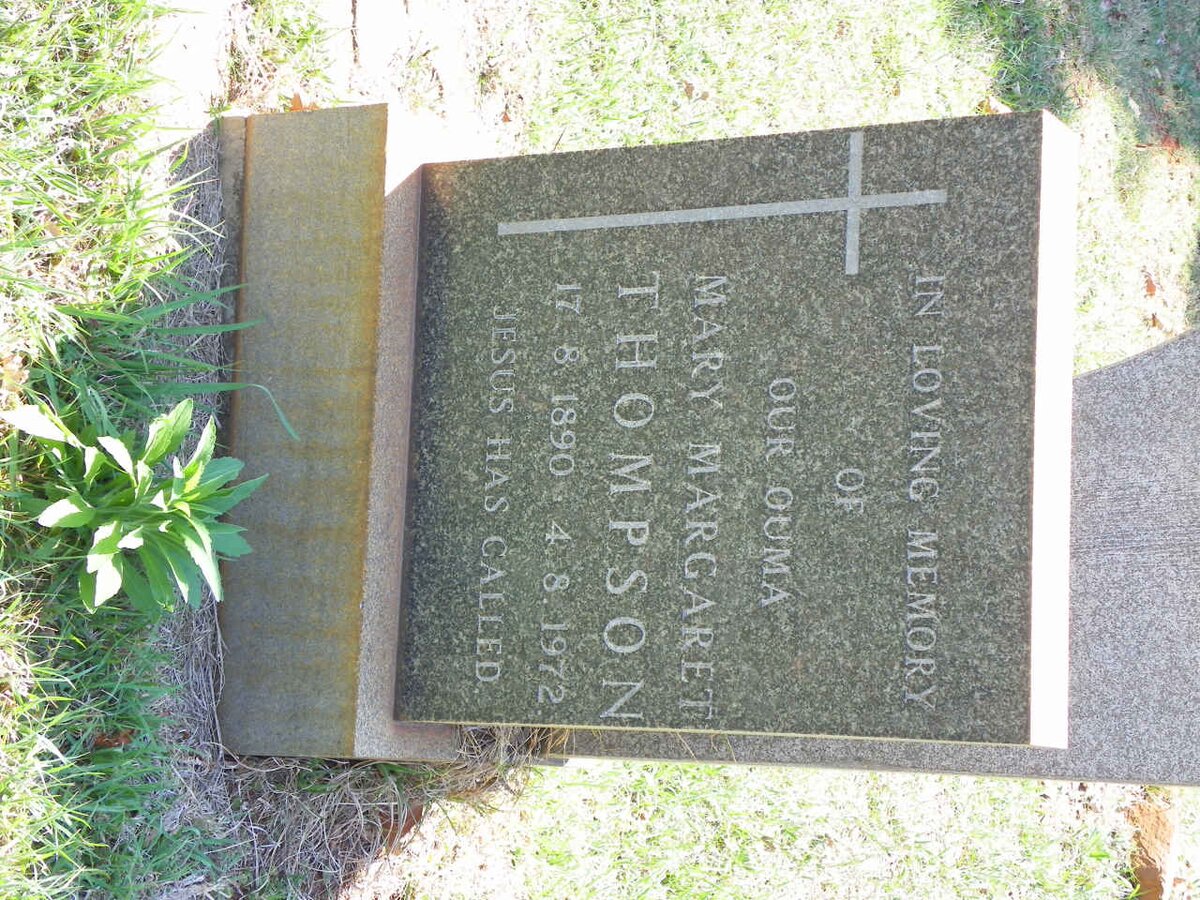 IN LOVING MEMORY
OF
OUR OUMA
MARY MARGARET
THOMPSON
17.8.1890 4.8.1972
JESUS HAS CALLED